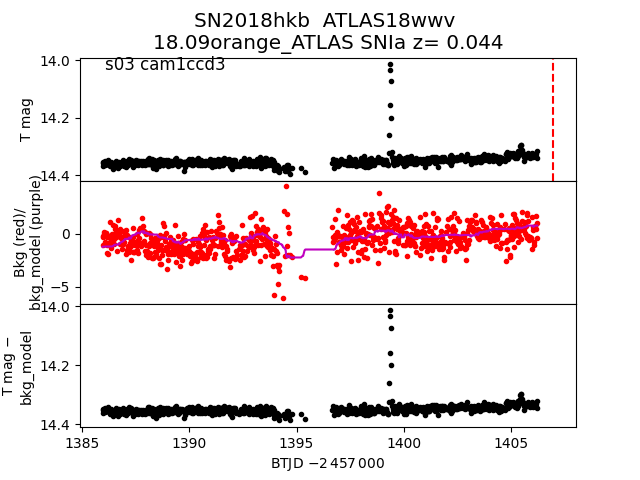 SN2018hkb  ATLAS18wwv
18.09orange_ATLAS SNIa z= 0.044
s03 cam1ccd3
14.0
14.2
14.4
T mag
0
−5
Bkg (red)/
bkg_model (purple)
14.0
14.2
14.4
T mag −
bkg_model
1385
1390
1395
1400
1405
BTJD −2 457 000